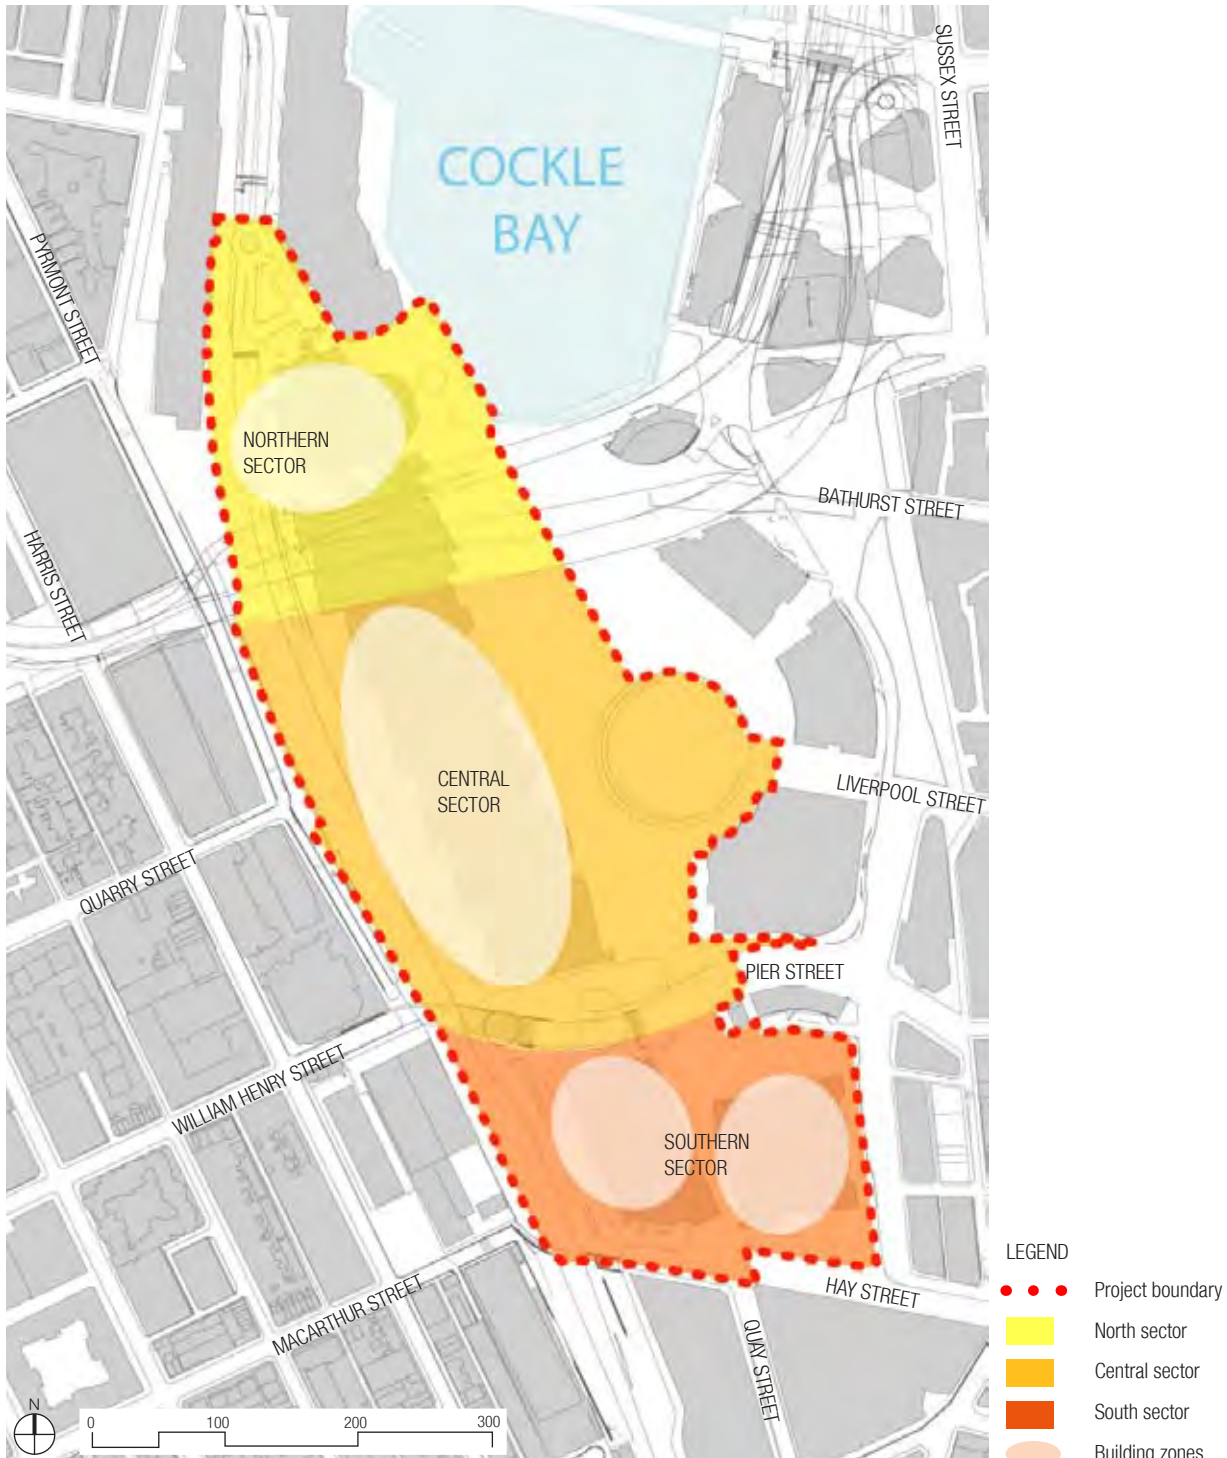 SUSSEX STREET
COCKLE
BAY
PYRMONT STREET
NORTHERN
SECTOR
BATHURST STREET
HARRIS STREET
CENTRAL
SECTOR
LIVERPOOL STREET
QUARRY STREET
PIER STREET
WILLIAM HENRY STREET
SOUTHERN
SECTOR
HAY STREET
MACARTHUR STREET
QUAY STREET
N
0 100 200 300
LEGEND
Project boundary
North sector
Central sector
South sector
Building zones